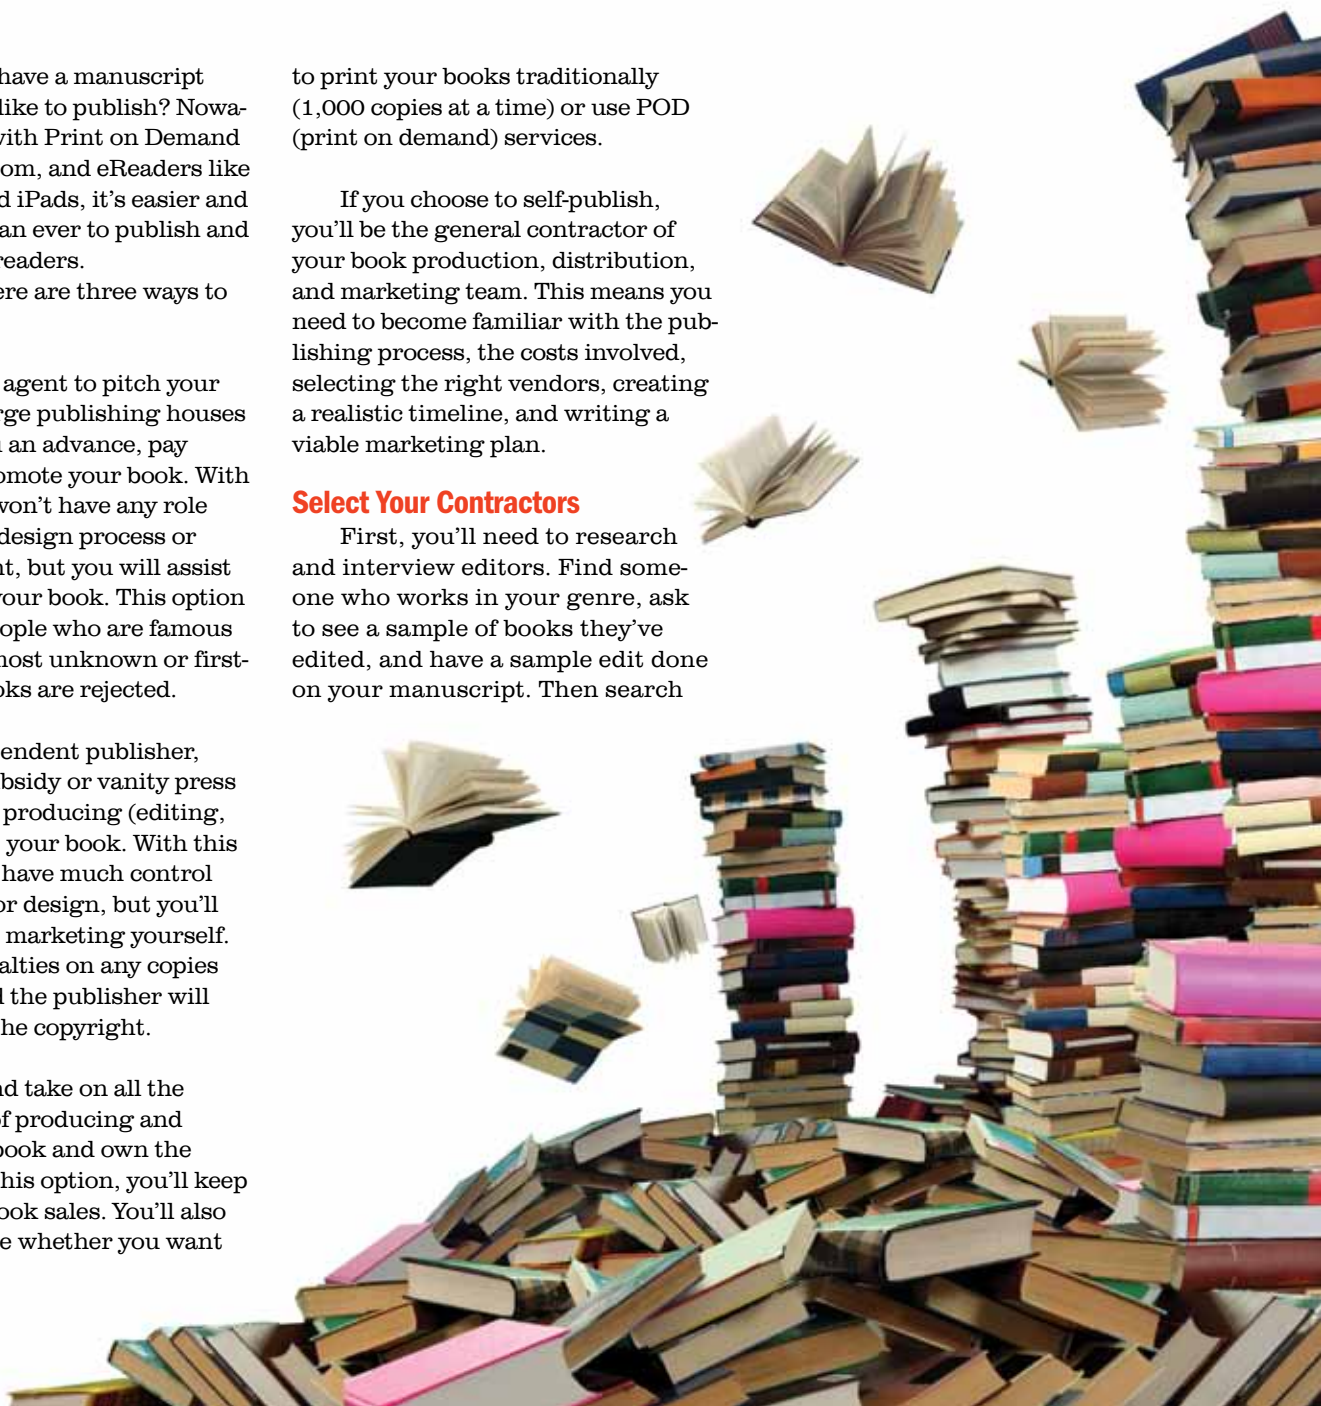 have a manuscript
like to publish? Nowa-
with Print on Demand
om, and eReaders like
d iPads, it's easier and
an ever to publish and
readers.
ere are three ways to
agent to pitch your
rge publishing houses
an advance, pay
omote your book. With
won't have any role
design process or
nt, but you will assist
your book. This option
ople who are famous
most unknown or first-
oks are rejected.
endent publisher,
bsidy or vanity press
producing (editing,
your book. With this
have much control
or design, but you'll
marketing yourself.
alties on any copies
d the publisher will
he copyright.
nd take on all the
of producing and
book and own the
his option, you'll keep
ook sales. You'll also
e whether you want
to print your books traditionally
(1,000 copies at a time) or use POD
(print on demand) services.
If you choose to self-publish,
you'll be the general contractor of
your book production, distribution,
and marketing team. This means you
need to become familiar with the pub-
lishing process, the costs involved,
selecting the right vendors, creating
a realistic timeline, and writing a
viable marketing plan.
Select Your Contractors
First, you'll need to research
and interview editors. Find some-
one who works in your genre, ask
to see a sample of books they've
edited, and have a sample edit done
on your manuscript. Then search